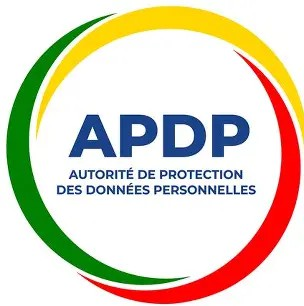 APDP
AUTORITÉ DE PROTECTION
DES DONNÉES PERSONNELLES